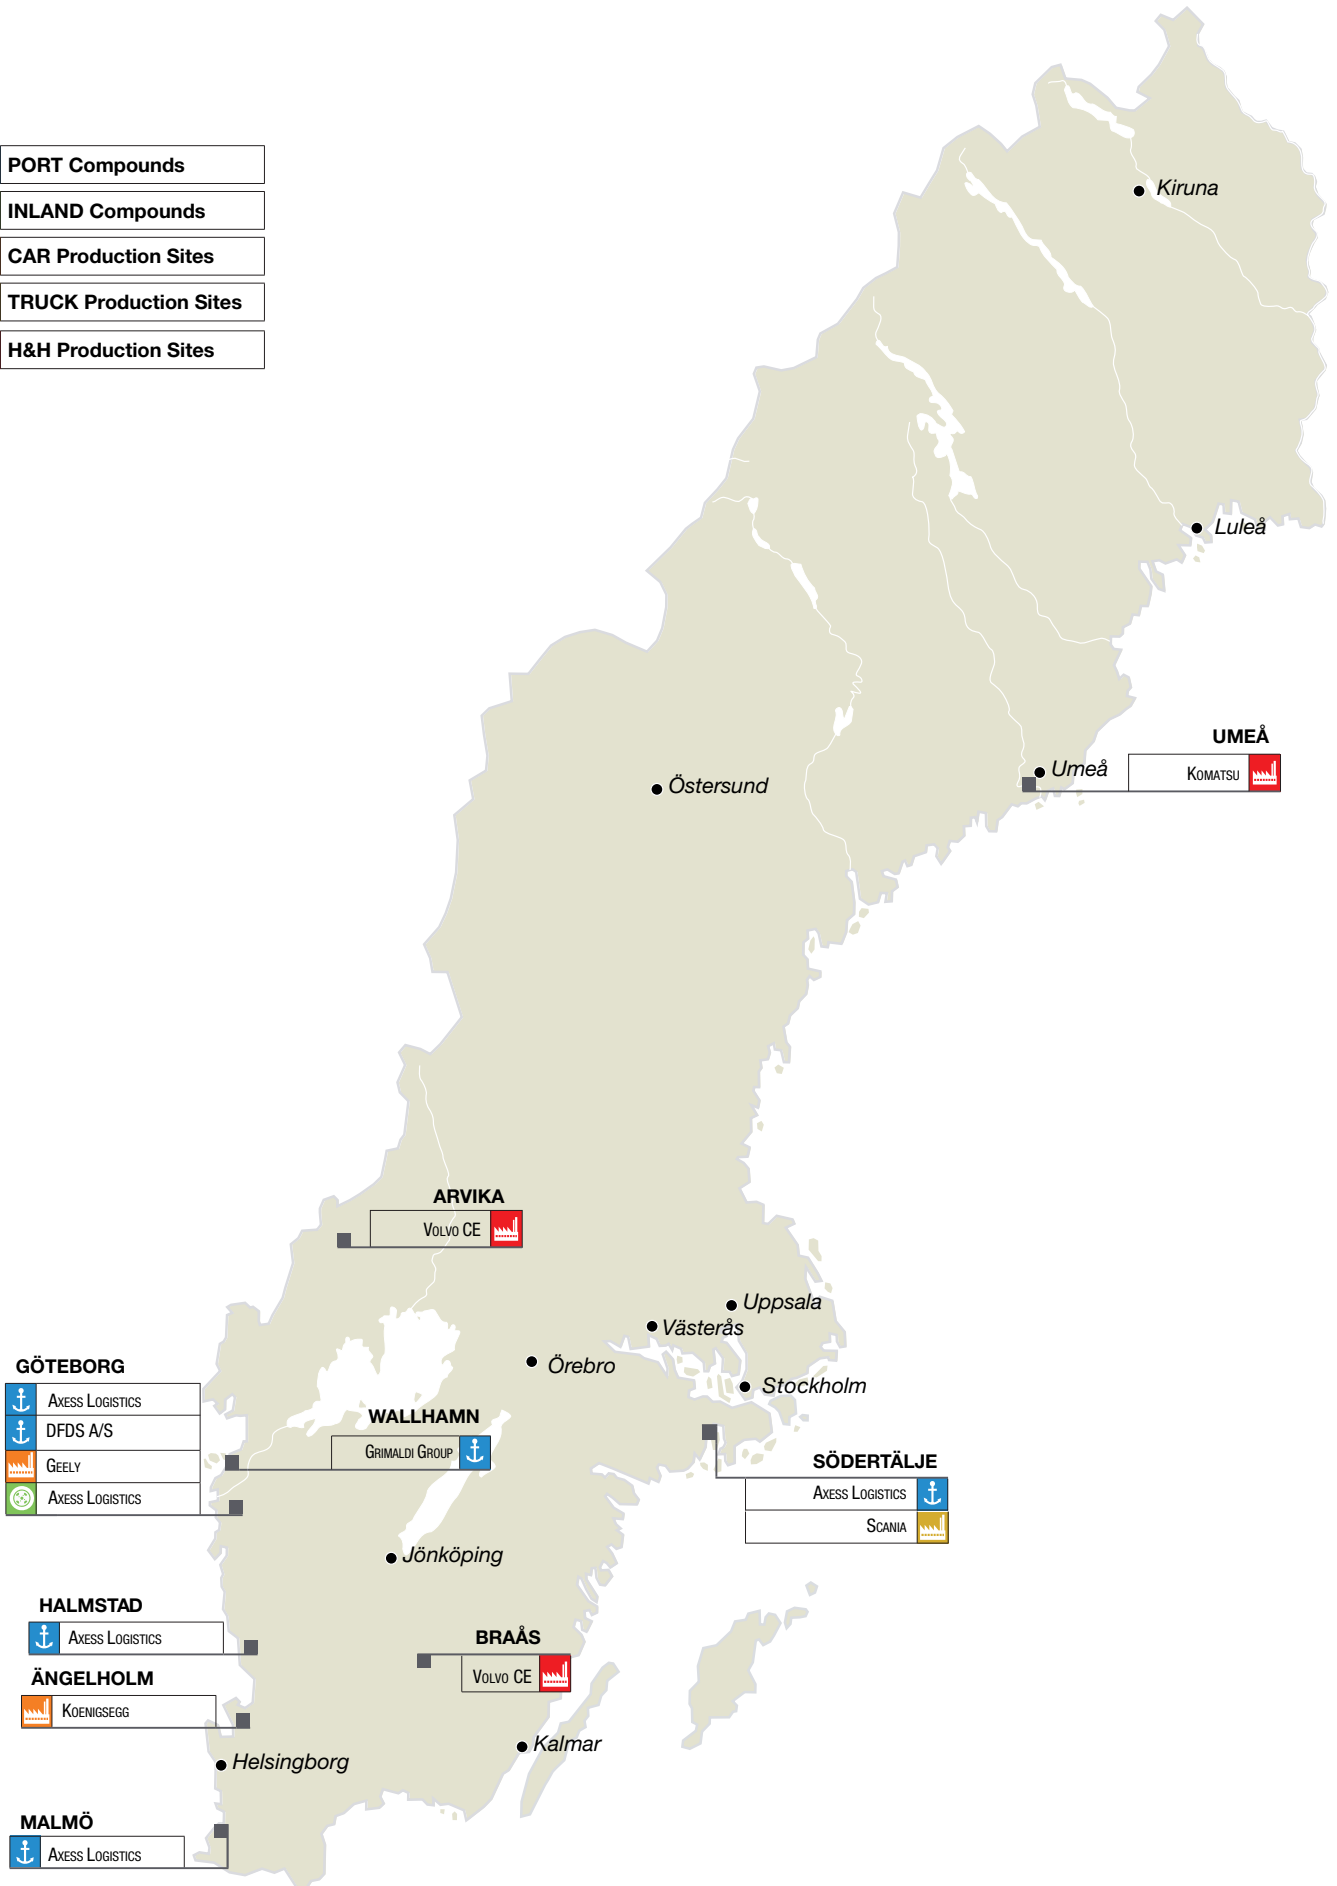 PORT Compounds
INLAND Compounds
CAR Production Sites
TRUCK Production Sites
H&H Production Sites
Kiruna
Luleå
UMEÅ
Umeå
Komatsu
Östersund
ARVIKA
Volvo CE
Uppsala
Västerås
Örebro
Stockholm
GÖTEBORG
Axess Logistics
DFDS A/S
Geely
Axess Logistics
WALLHAMN
Grimaldi Group
SÖDERTÄLJE
Axess Logistics
Scania
Jönköping
HALMSTAD
Axess Logistics
BRAÅS
Volvo CE
ÄNGELHOLM
Koenigsegg
Kalmar
Helsingborg
MALMÖ
Axess Logistics